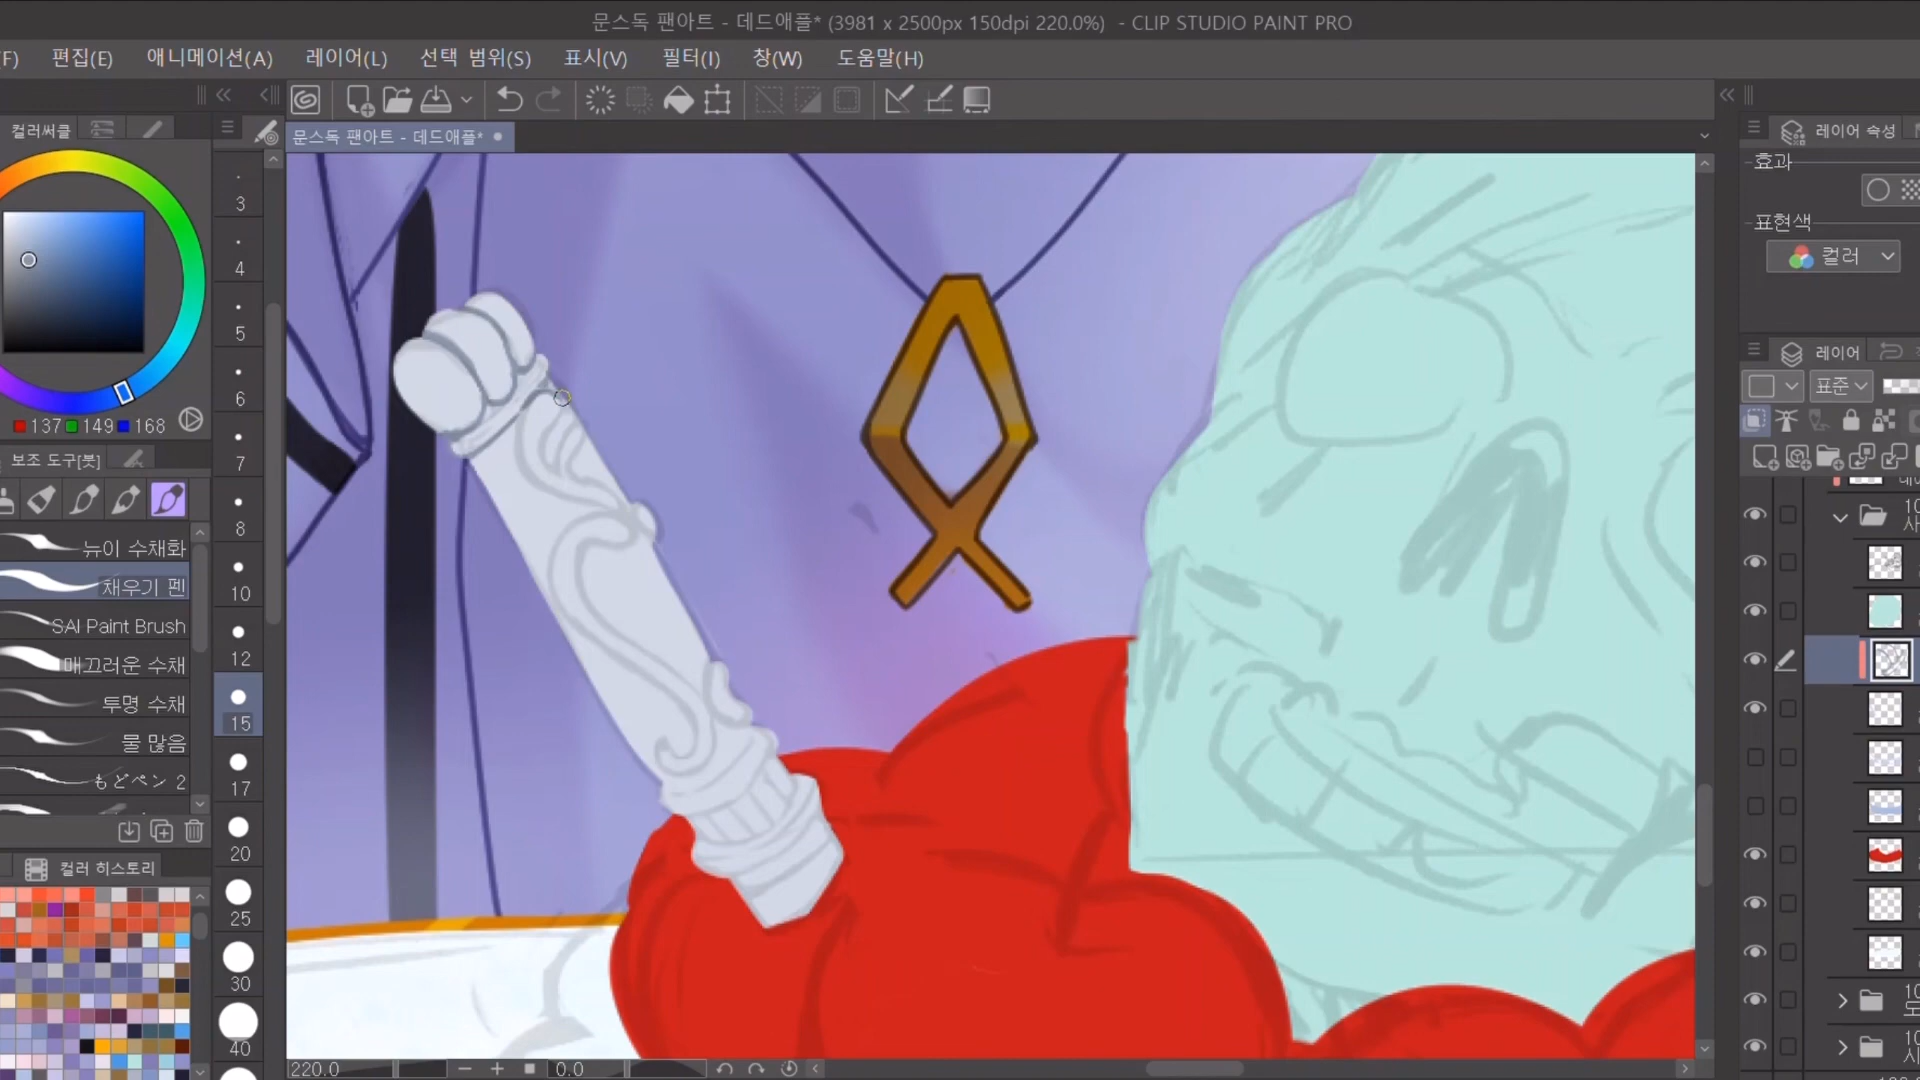 문스독 팬아트 - 데드애플* (3981 x 2500px 150dpi 220.0%) - CLIP STUDIO PAINT PRO
F) 편집(E) 애니메이션(A) 레이어(L) 선택 범위(S) 표시(V) 필터(I) 창(W) 도움말(H)
컬러써클
문스독 팬아트 - 데드애플*
레이어 속성
효과
표현색
컬러
137 149 168
보조 도구[붓]
뉴이 수채화
채우기 펜
SAI Paint Brush
매끄러운 수채
투명 수채
물 많음
もどペン 2
컬러 히스토리
3
4
5
6
7
8
10
12
15
17
20
25
30
40
레이어
표준
220.0
0.0